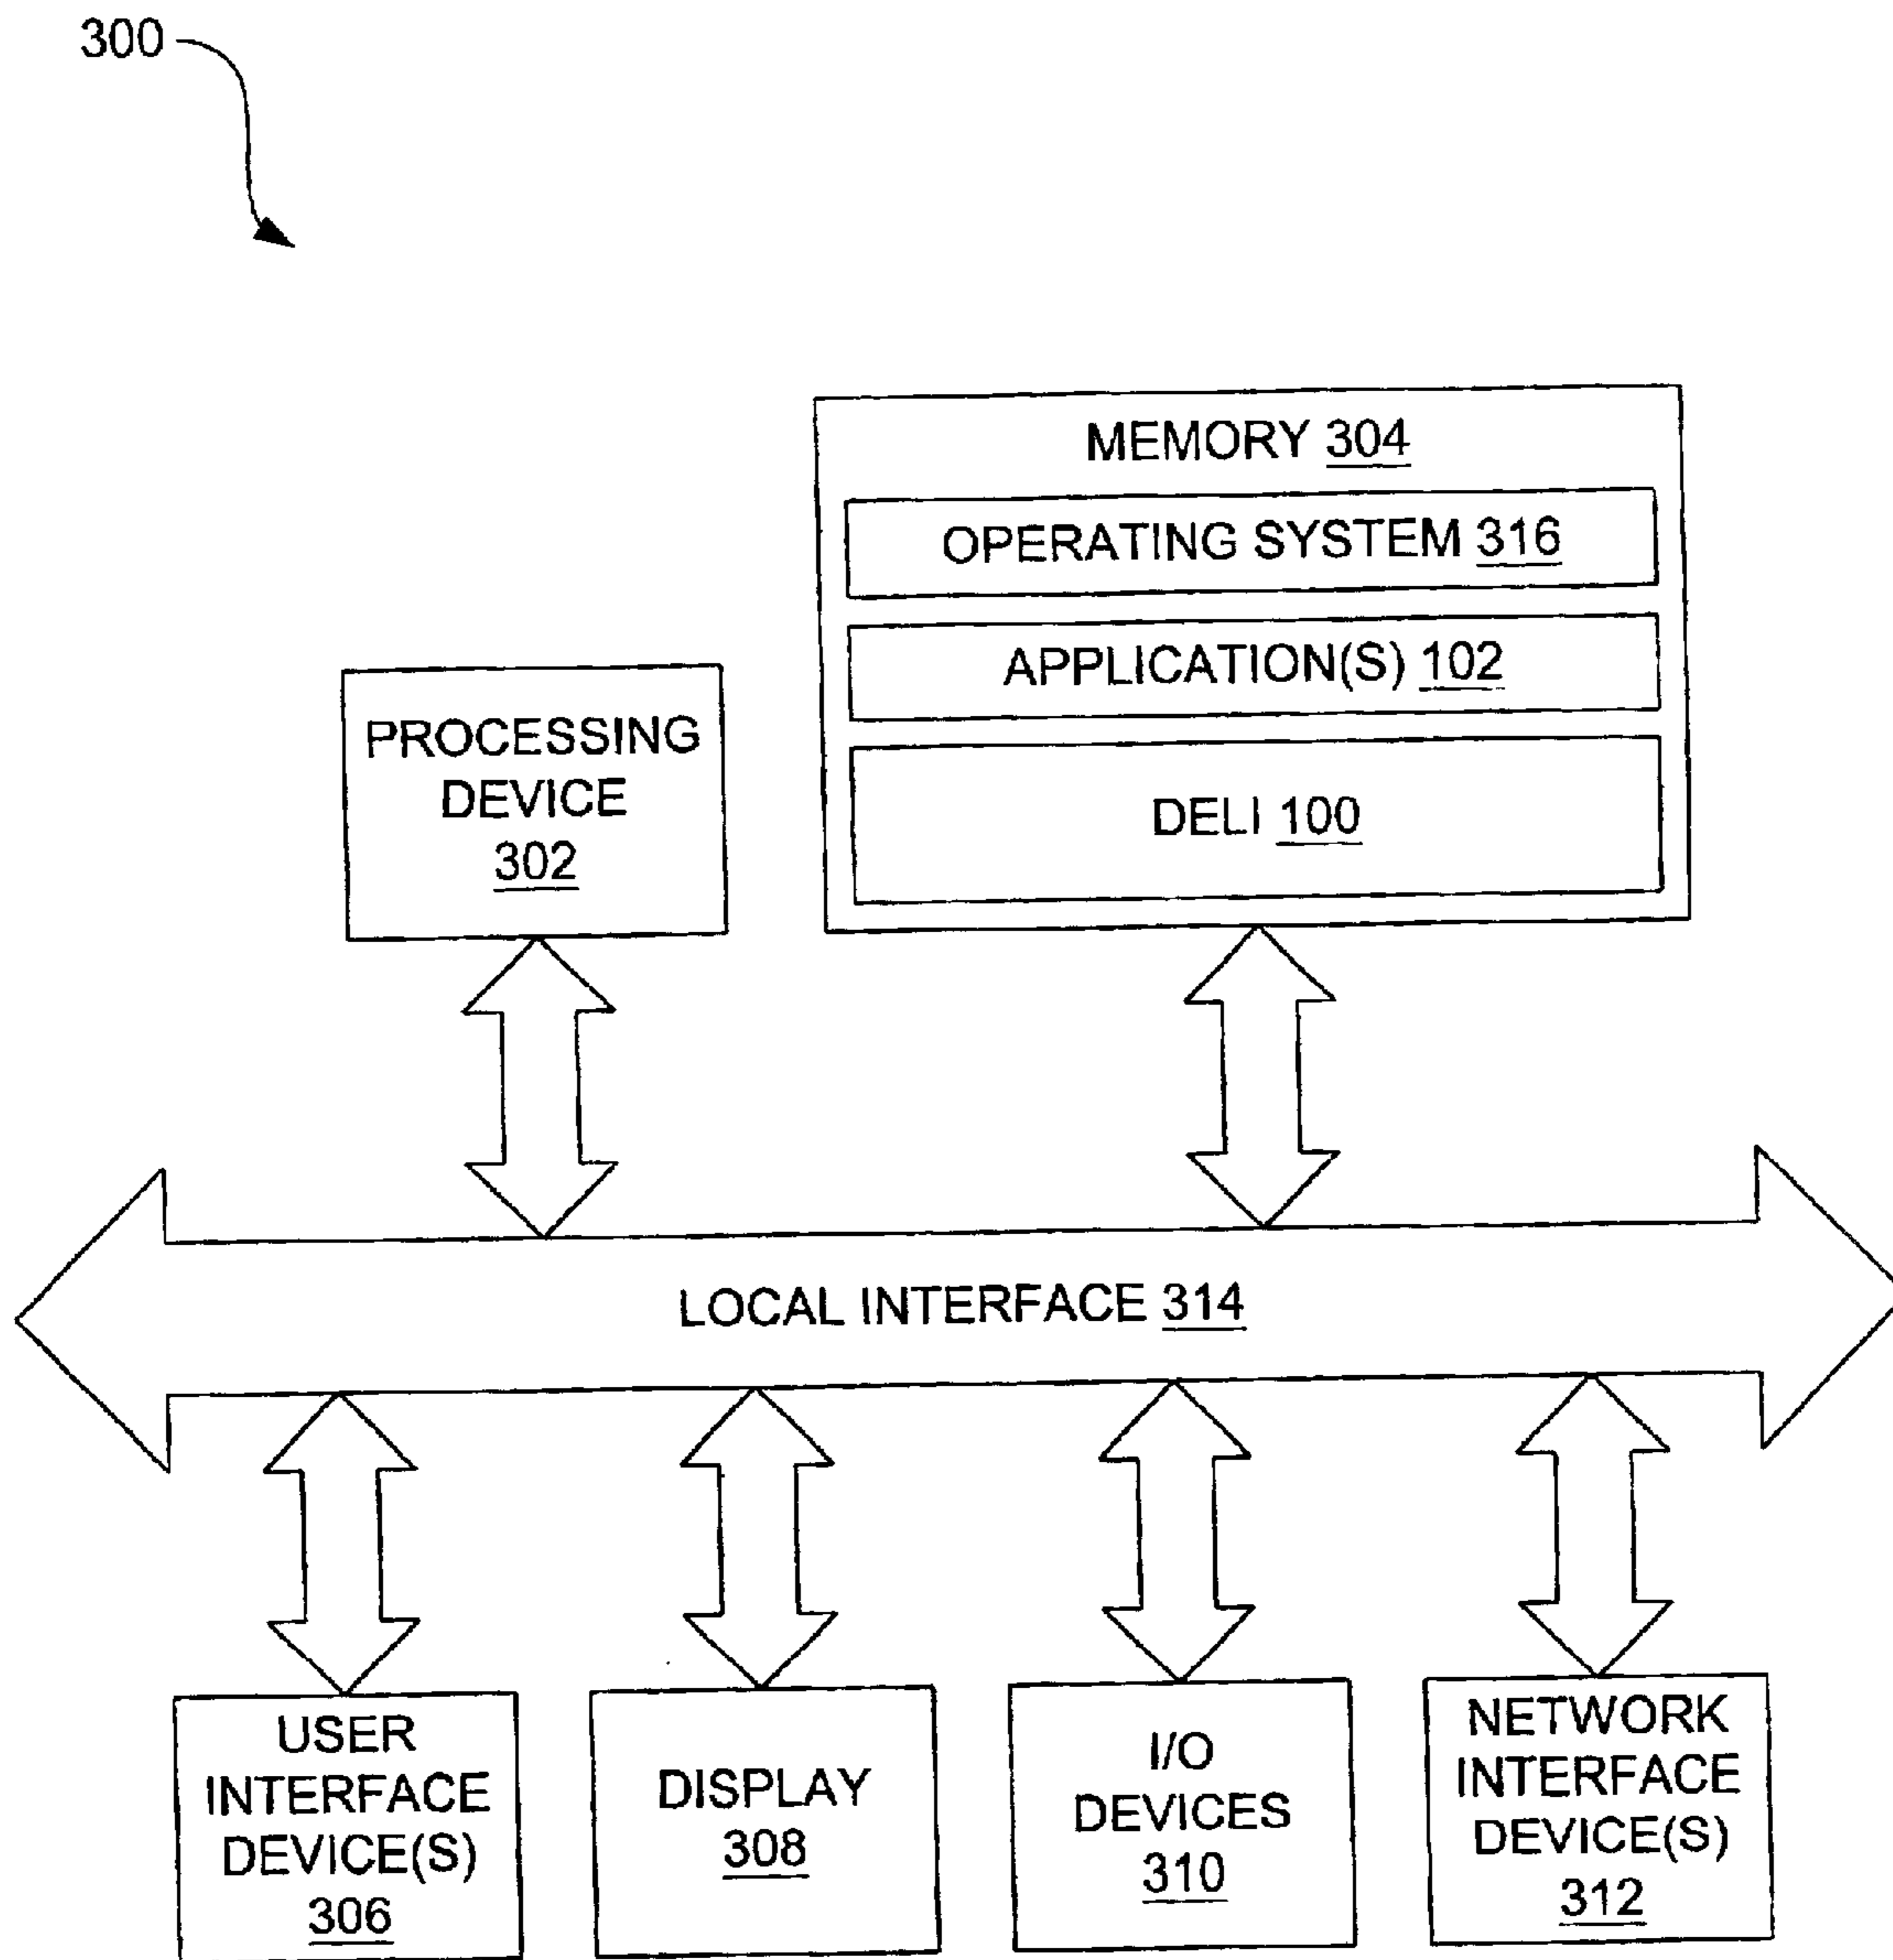 300
MEMORY 304
OPERATING SYSTEM 316
APPLICATION(S) 102
DELI 100
PROCESSING
DEVICE
302
LOCAL INTERFACE 314
USER
INTERFACE
DEVICE(S)
306
DISPLAY
308
I/O
DEVICES
310
NETWORK
INTERFACE
DEVICE(S)
312